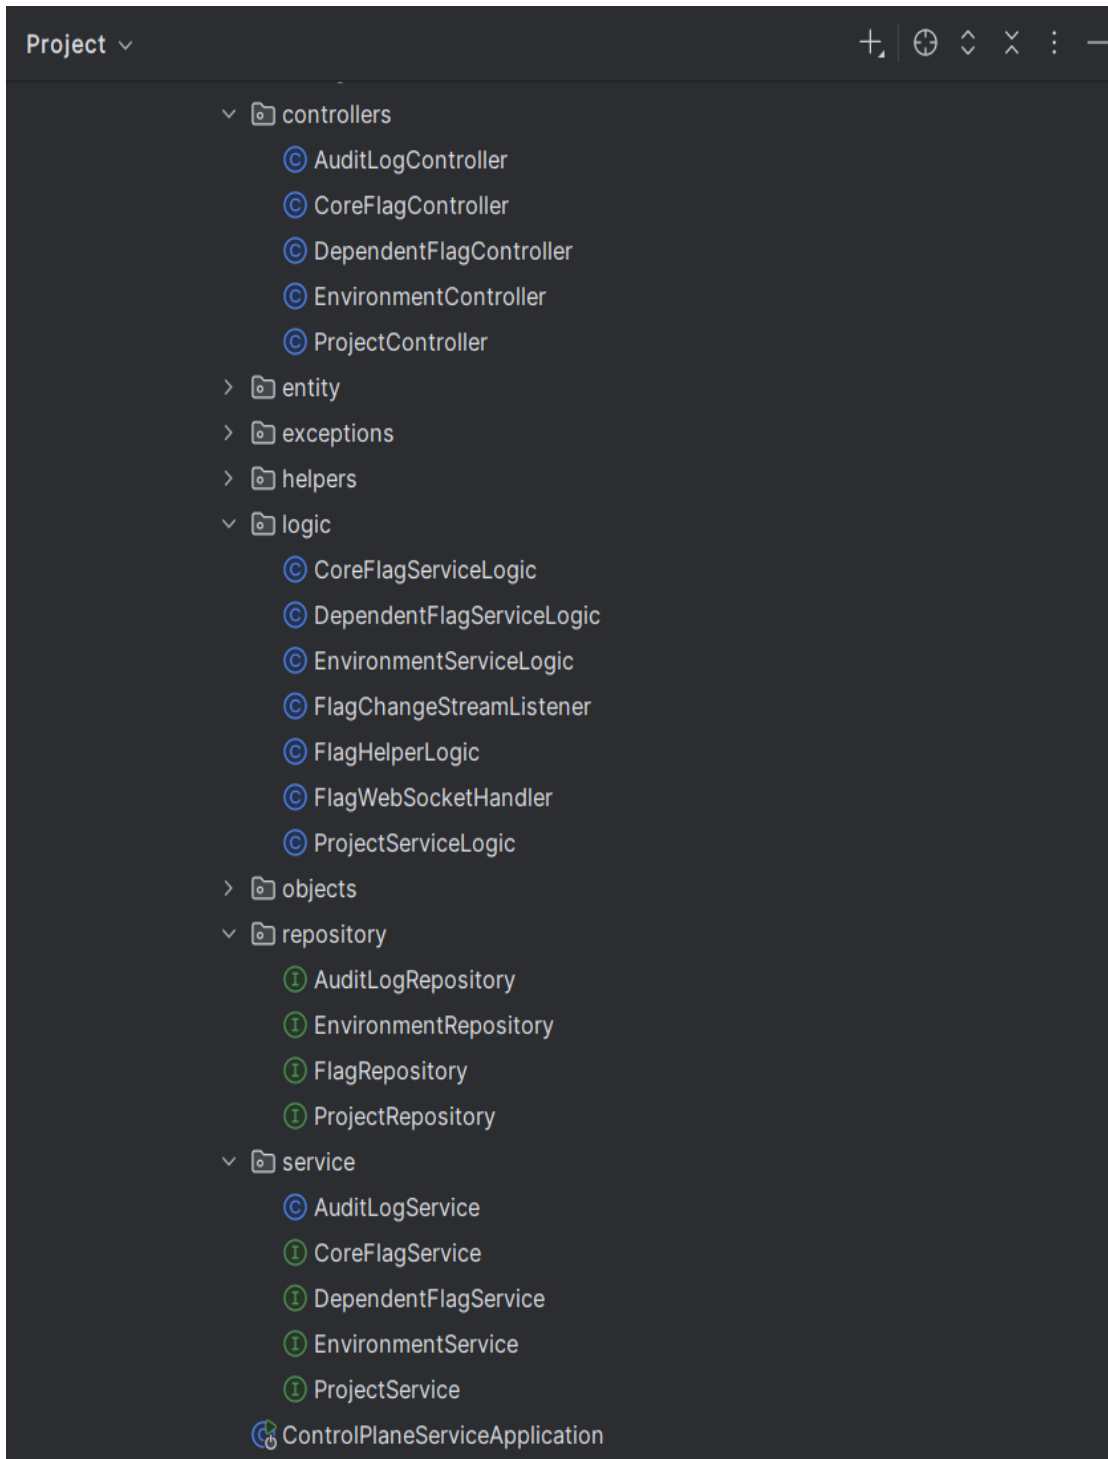 Project
controllers
AuditLogController
CoreFlagController
DependentFlagController
EnvironmentController
ProjectController
entity
exceptions
helpers
logic
CoreFlagServiceLogic
DependentFlagServiceLogic
EnvironmentServiceLogic
FlagChangeStreamListener
FlagHelperLogic
FlagWebSocketHandler
ProjectServiceLogic
objects
repository
AuditLogRepository
EnvironmentRepository
FlagRepository
ProjectRepository
service
AuditLogService
CoreFlagService
DependentFlagService
EnvironmentService
ProjectService
ControlPlaneServiceApplication